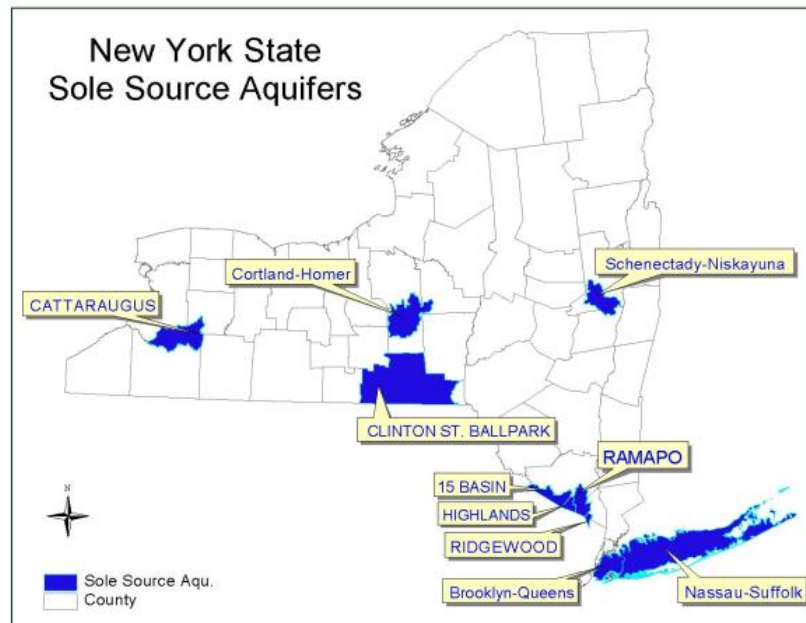 New York State
Sole Source Aquifers
Cortland-Homer
Schenectady-Niskayuna
CATTARAUGUS
CLINTON ST. BALLPARK
RAMAPO
15 BASIN
HIGHLANDS
RIDGEWOOD
N
Brooklyn-Queens
Nassau-Suffolk
Sole Source Aqu.
County